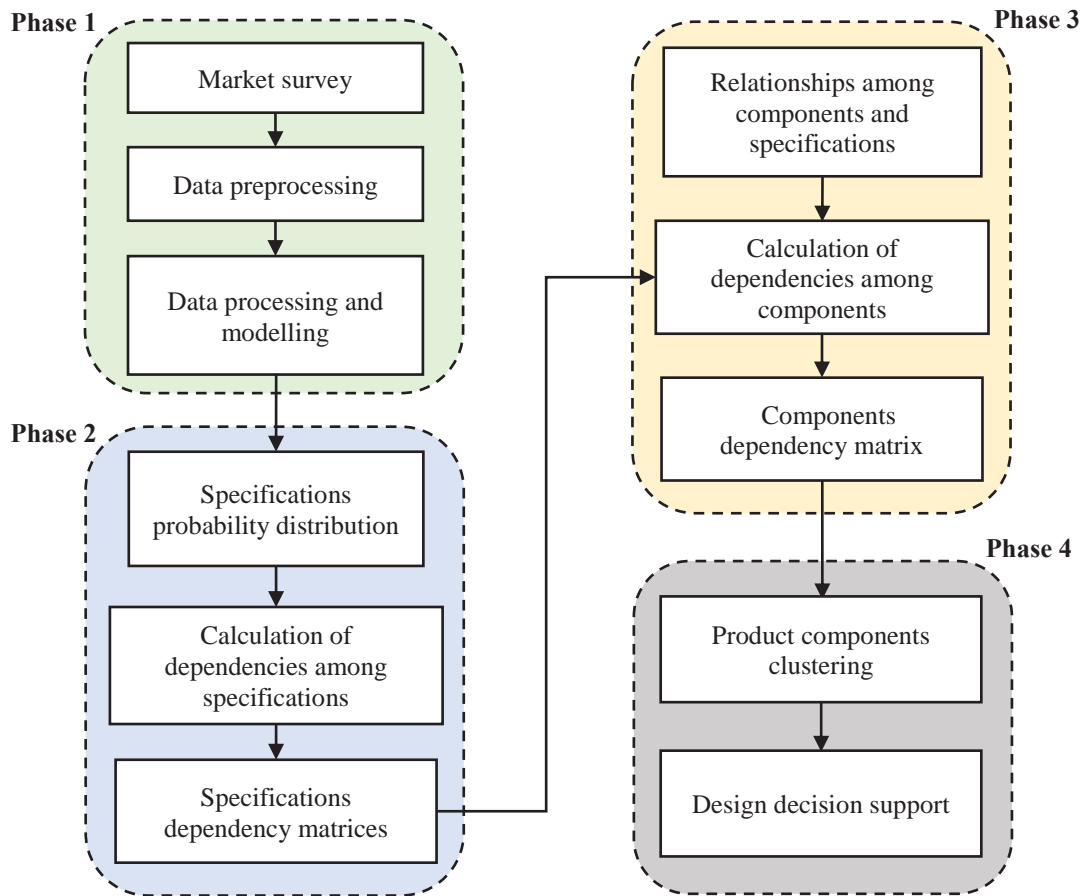 Phase 1
Market survey
Data preprocessing
Data processing and
modelling
Phase 2
Specifications
probability distribution
Calculation of
dependencies among
specifications
Specifications
dependency matrices
Phase 3
Relationships among
components and
specifications
Calculation of
dependencies among
components
Components
dependency matrix
Phase 4
Product components
clustering
Design decision support